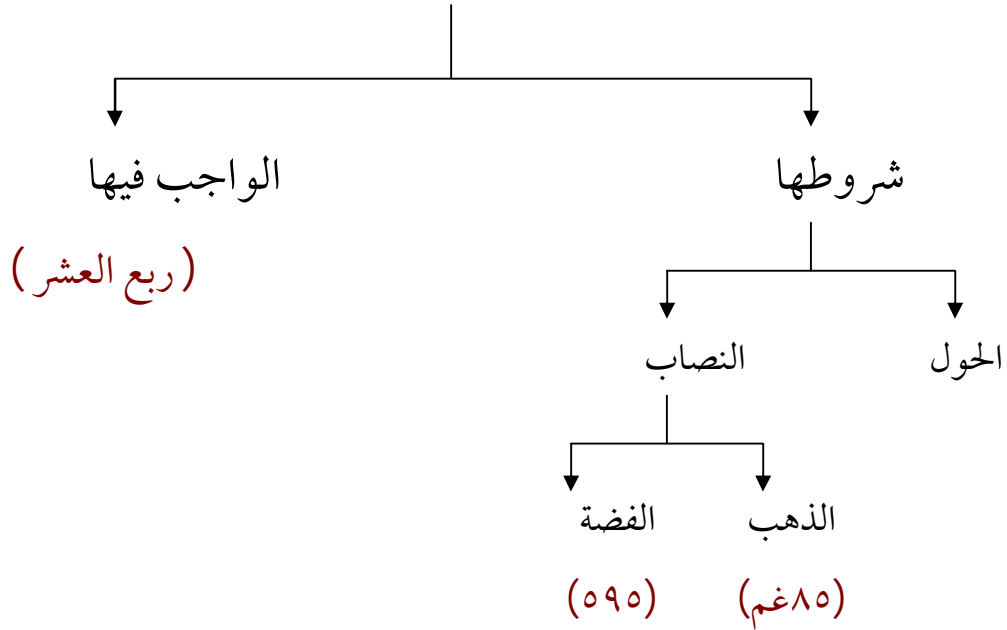 شروطها
الواجب فيها
(ربع العشر)
الحول
النصاب
الذهب
الفضة
(٨٥غم)
(٥٩٥)